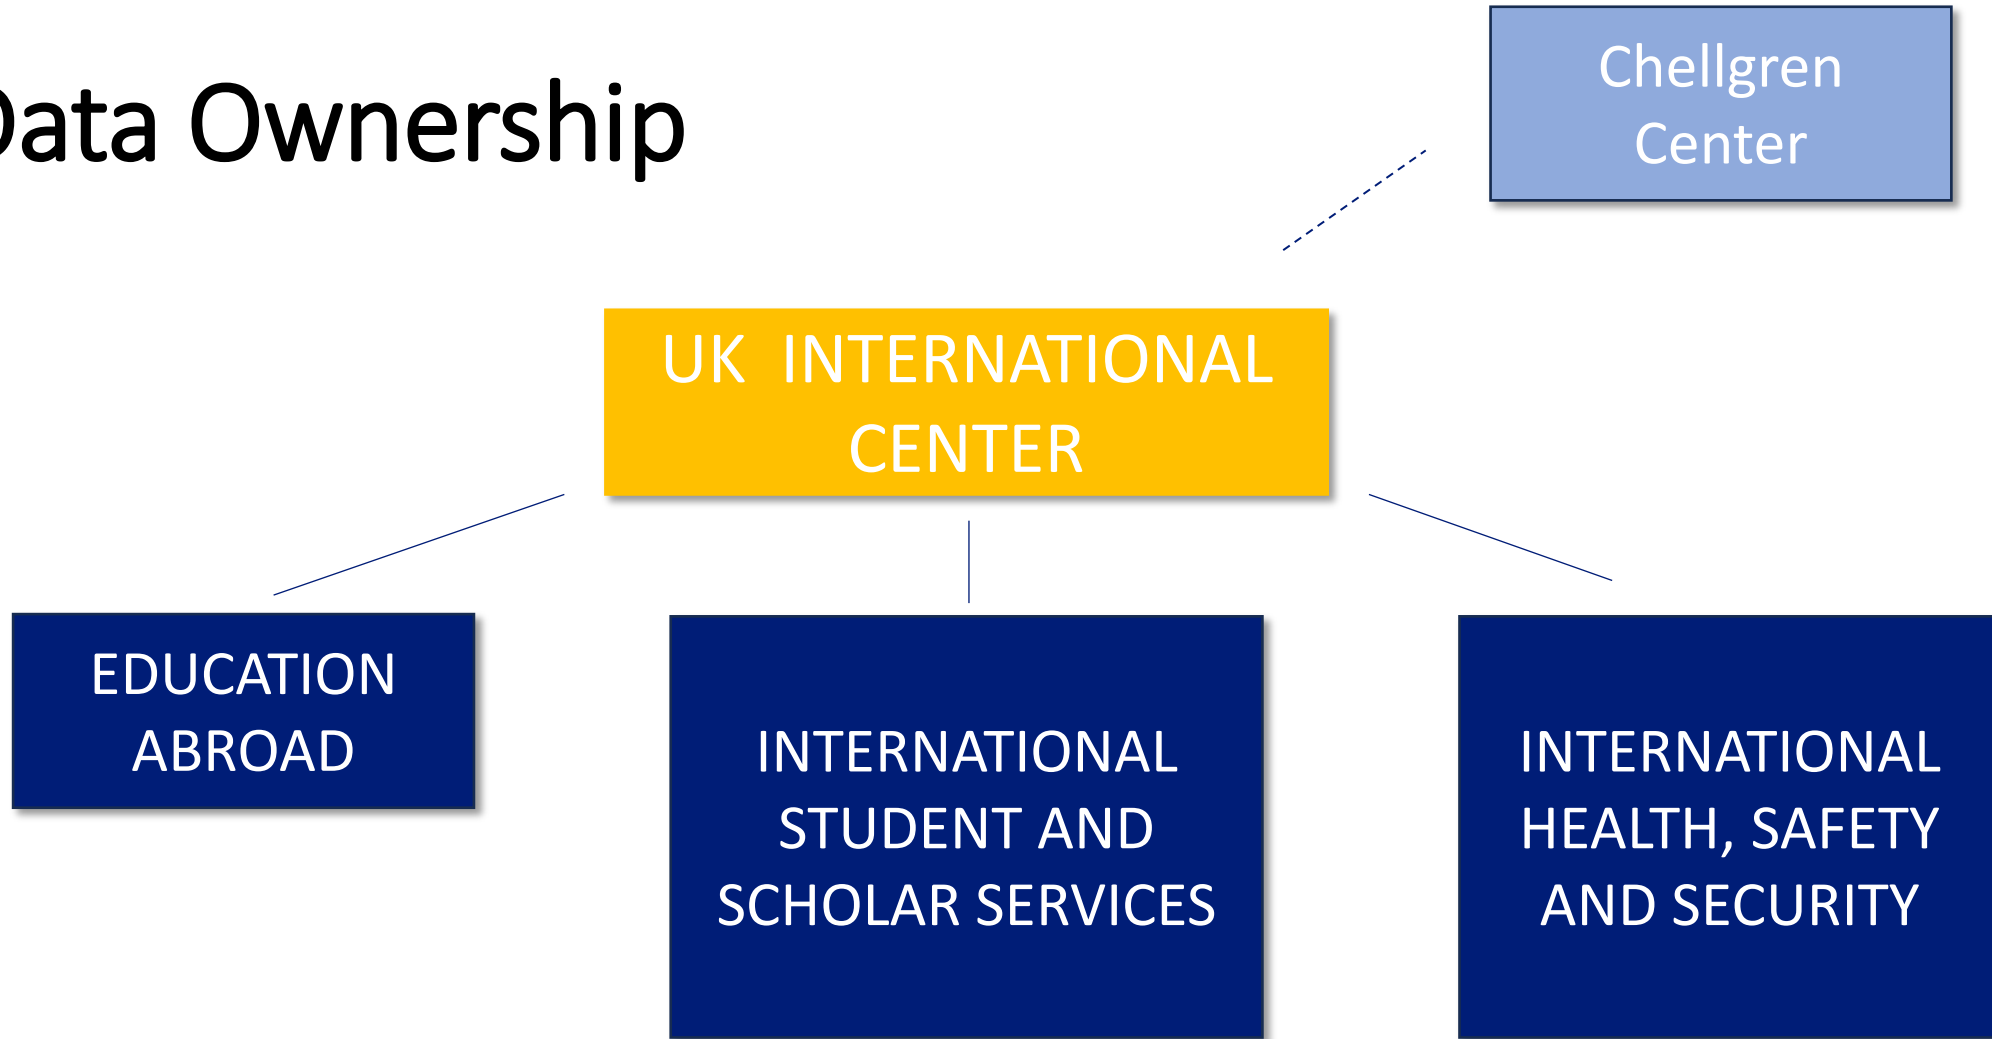 Data Ownership
Chellgren
Center
UK  INTERNATIONAL
CENTER
EDUCATION
ABROAD
INTERNATIONAL
STUDENT AND
SCHOLAR SERVICES
INTERNATIONAL
HEALTH, SAFETY
AND SECURITY